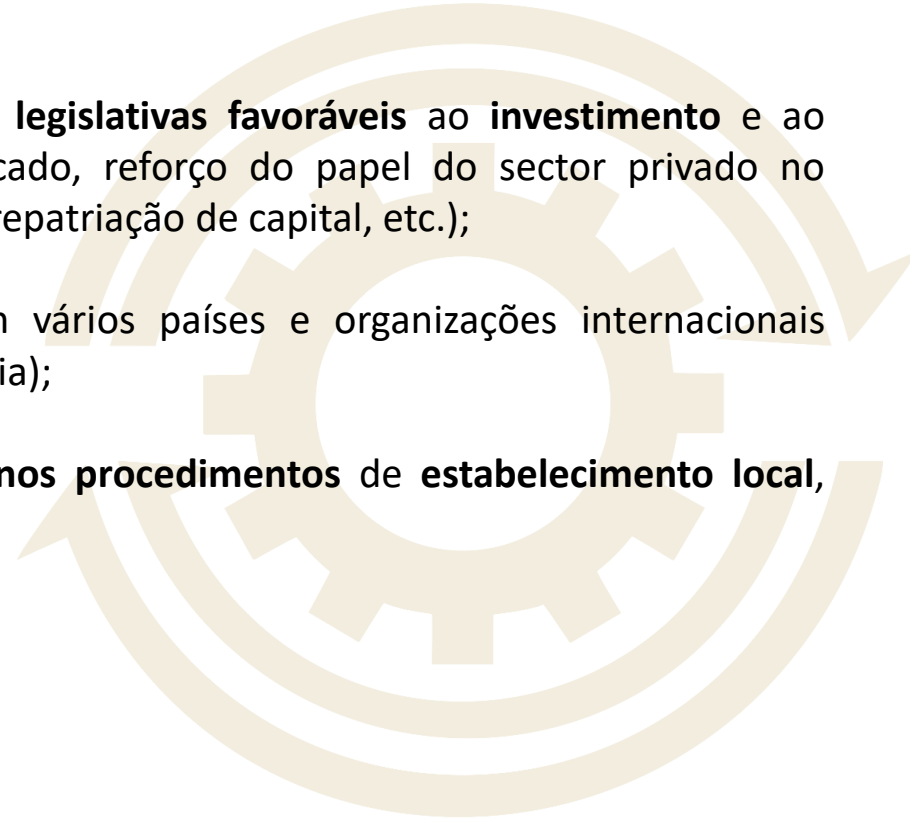 legislativas favoráveis ao investimento e ao
cado, reforço do papel do sector privado no
repatriação de capital, etc.);
vários países e organizações internacionais
ia);
nos procedimentos de estabelecimento local,